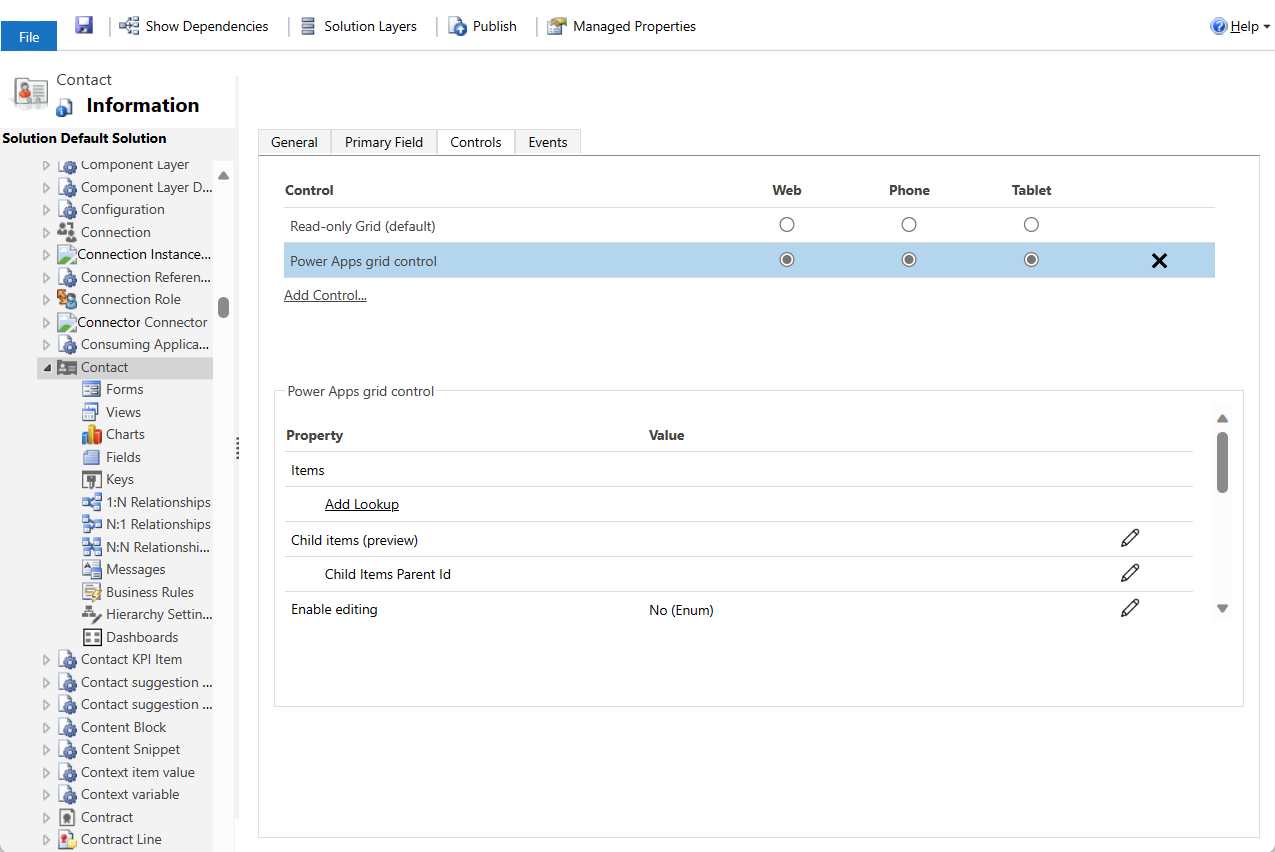 File
Show Dependencies
Solution Layers
Publish
Managed Properties
Help
Contact
Information
Solution Default Solution
Component Layer
Component Layer D...
Configuration
Connection
Connection Instance...
Connection Referen...
Connection Role
Connector Connector
Consuming Applica...
Contact
Forms
Views
Charts
Fields
Keys
1:N Relationships
N:1 Relationships
N:N Relationshi...
Messages
Business Rules
Hierarchy Settin...
Dashboards
Contact KPI Item
Contact suggestion ...
Contact suggestion ...
Content Block
Content Snippet
Context item value
Context variable
Contract
Contract Line
General
Primary Field
Controls
Events
Control Web Phone Tablet
Read-only Grid (default)
Power Apps grid control
Add Control...
Power Apps grid control
Property Value
Items
Add Lookup
Child items (preview)
Child Items Parent Id
Enable editing No (Enum)